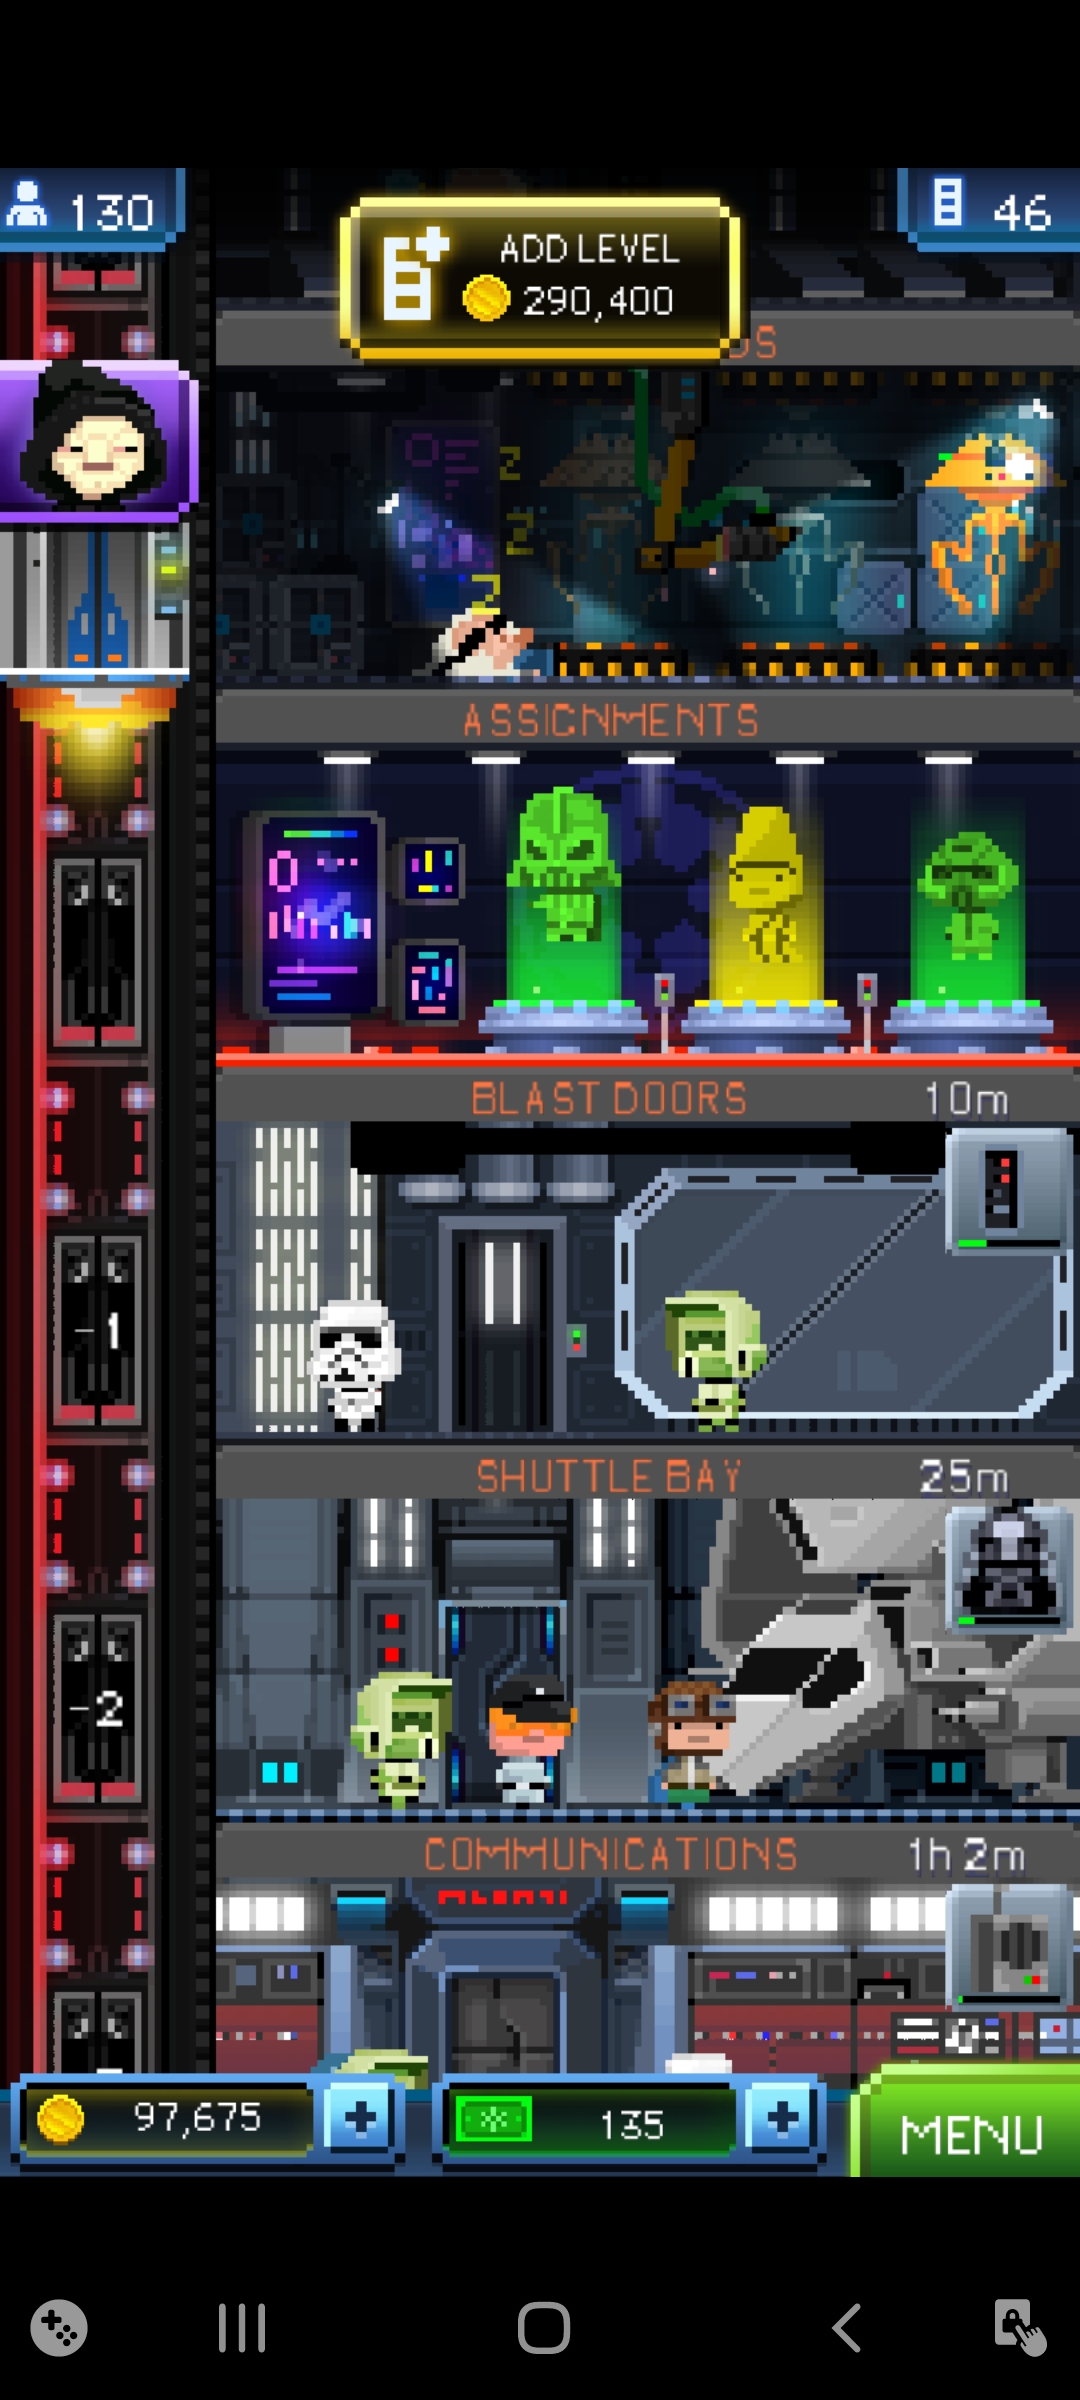 130
ADD LEVEL
290,400
46
DS
z
z
z
ASSIGNMENTS
BLAST DOORS 10m
-1
SHUTTLE BAY 25m
-2
COMMUNICATIONS 1h 2m
97,675
+
135
+
MENU